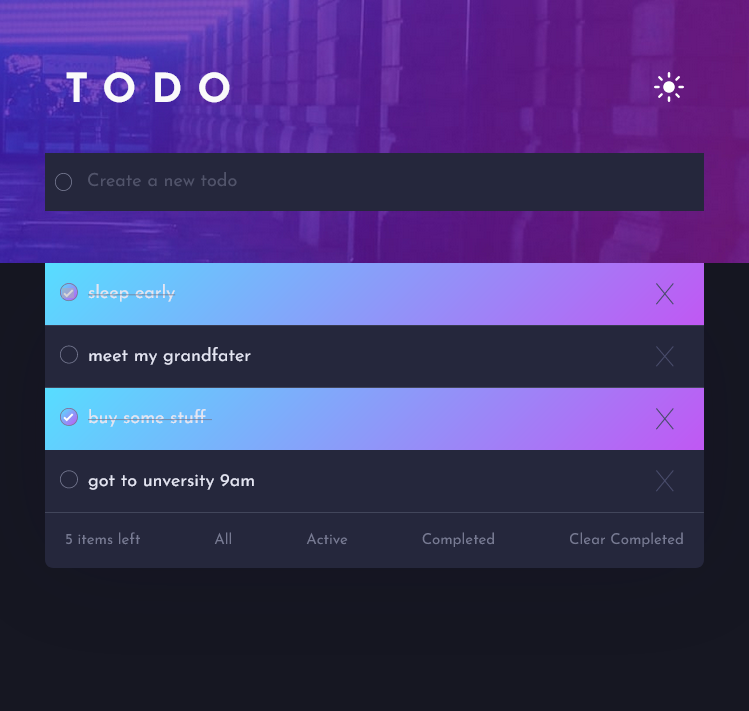 TODO
Create a new todo
sleep early
meet my grandfater
buy some stuff
got to unversity 9am
5 items left All Active Completed Clear Completed